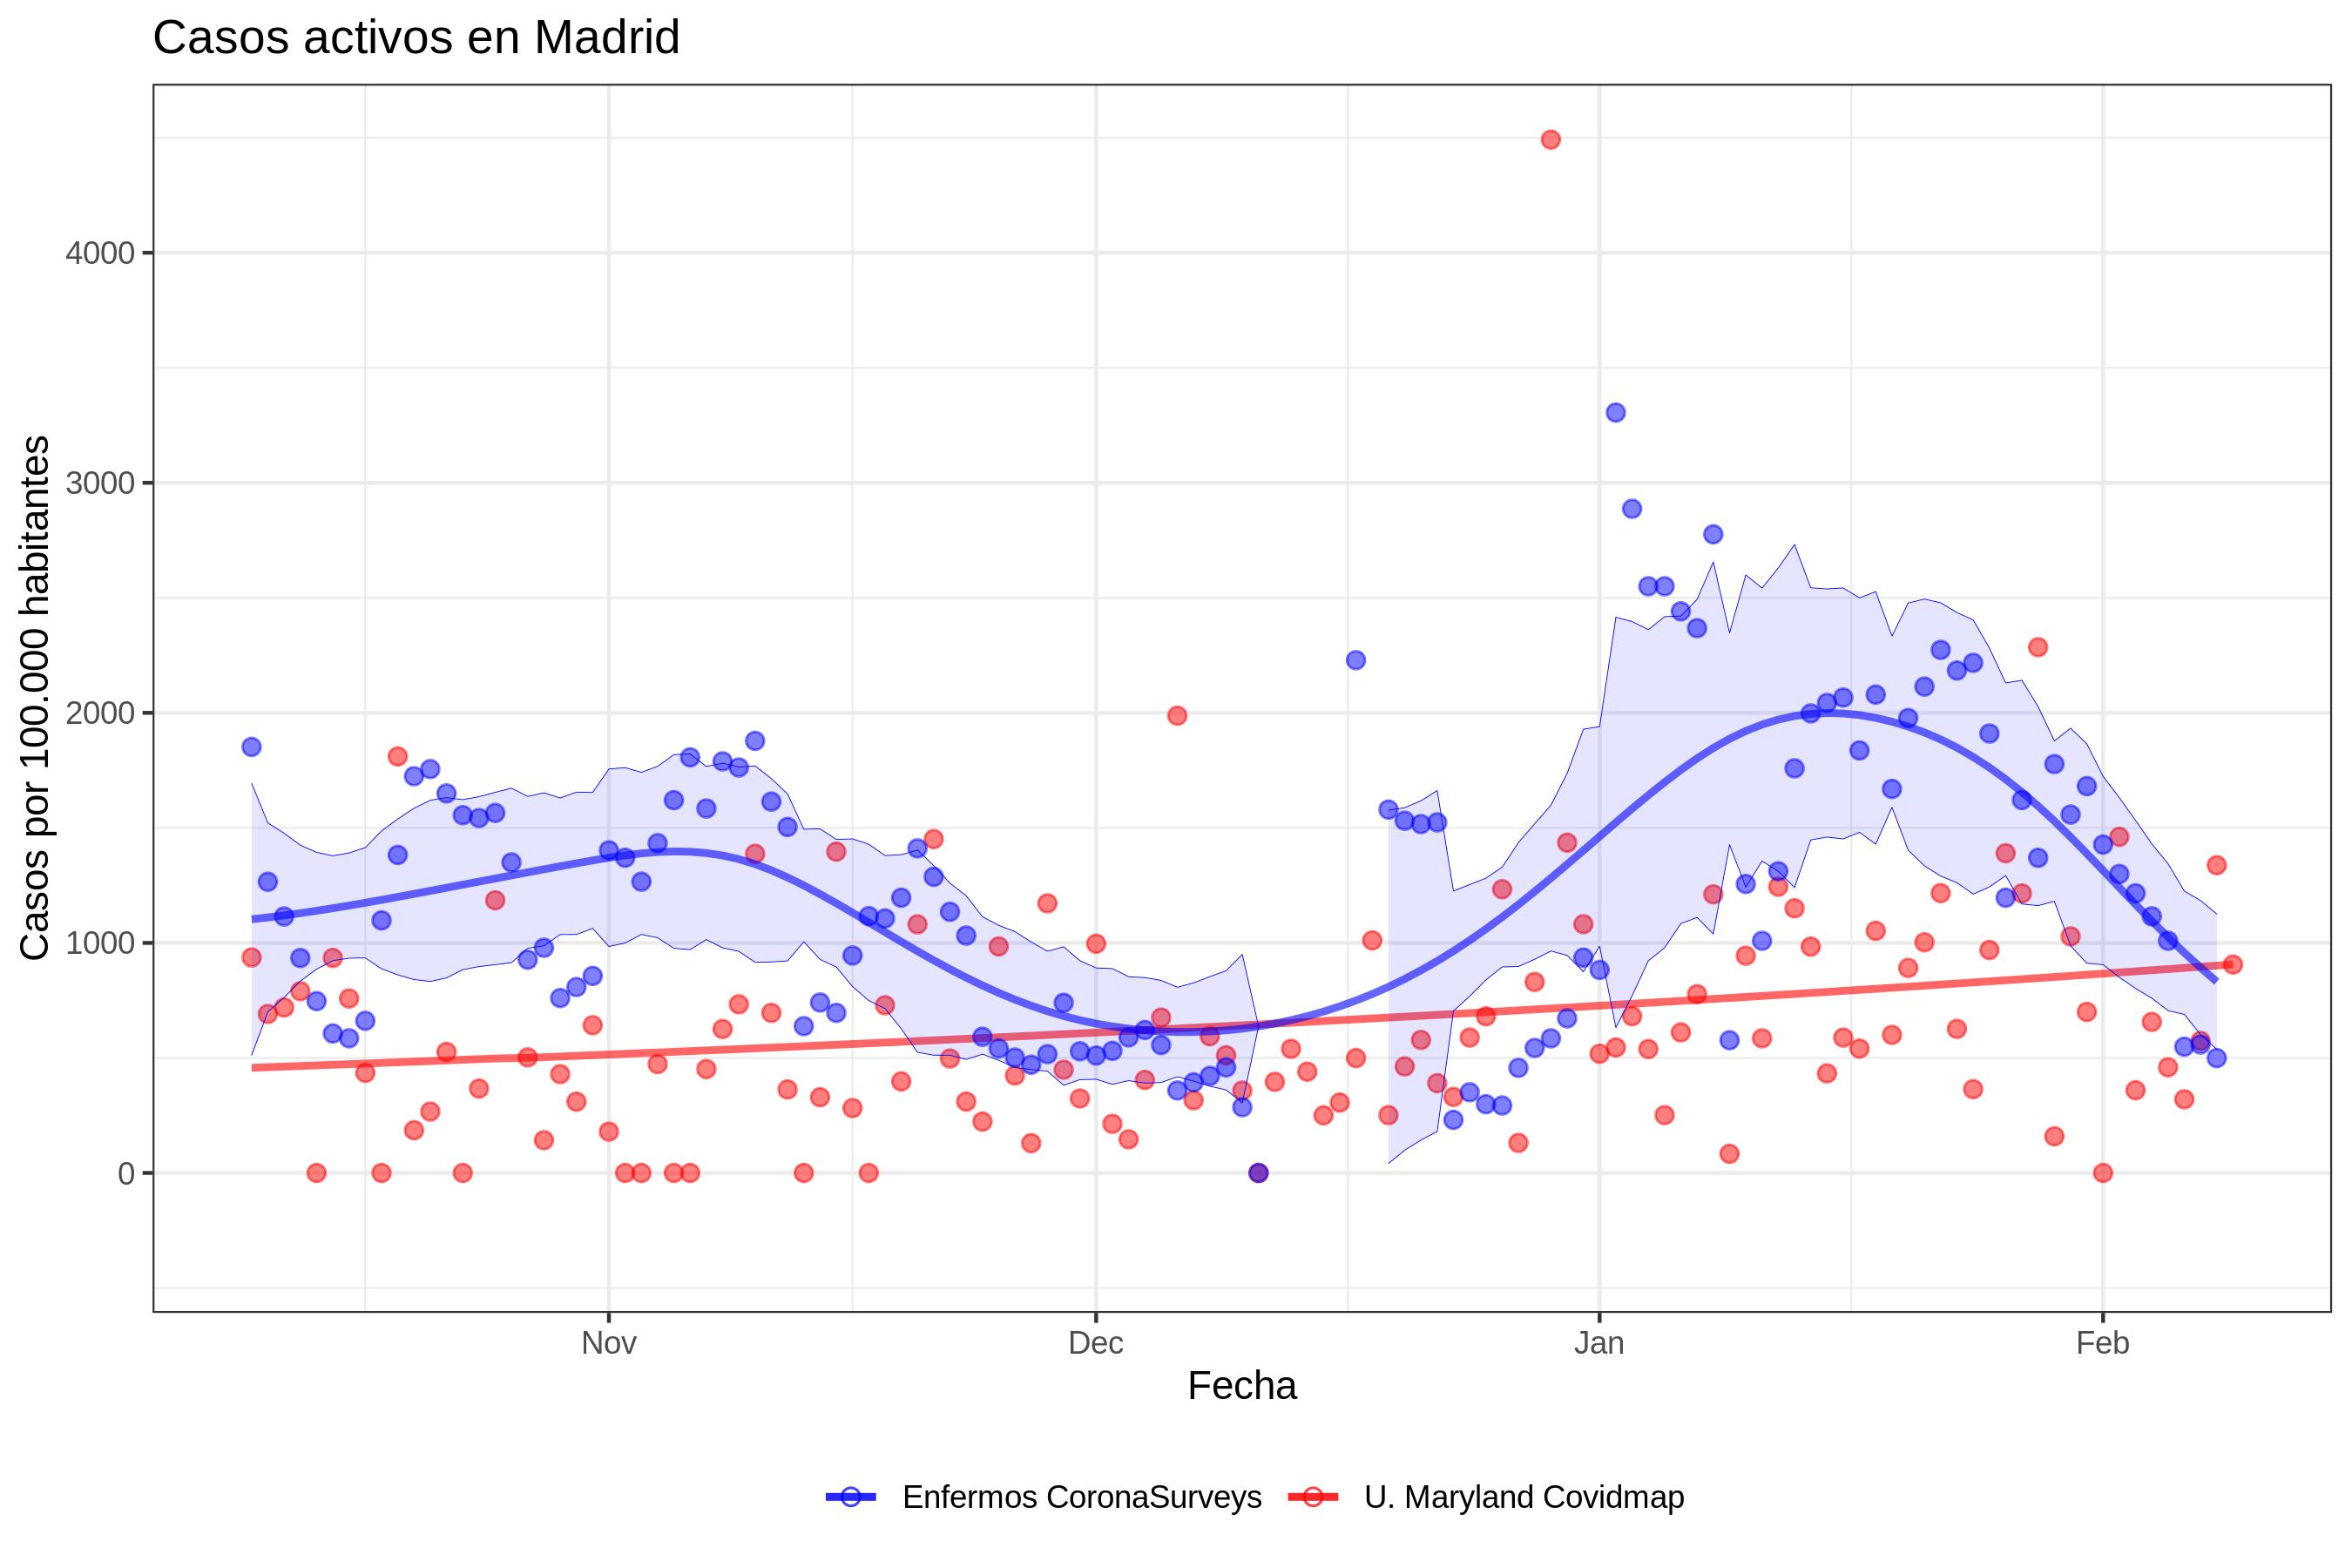 Casos activos en Madrid
Casos por 100.000 habitantes
4000
3000
2000
1000
0
Nov Dec Jan Feb
Fecha
Enfermos CoronaSurveys U. Maryland Covidmap